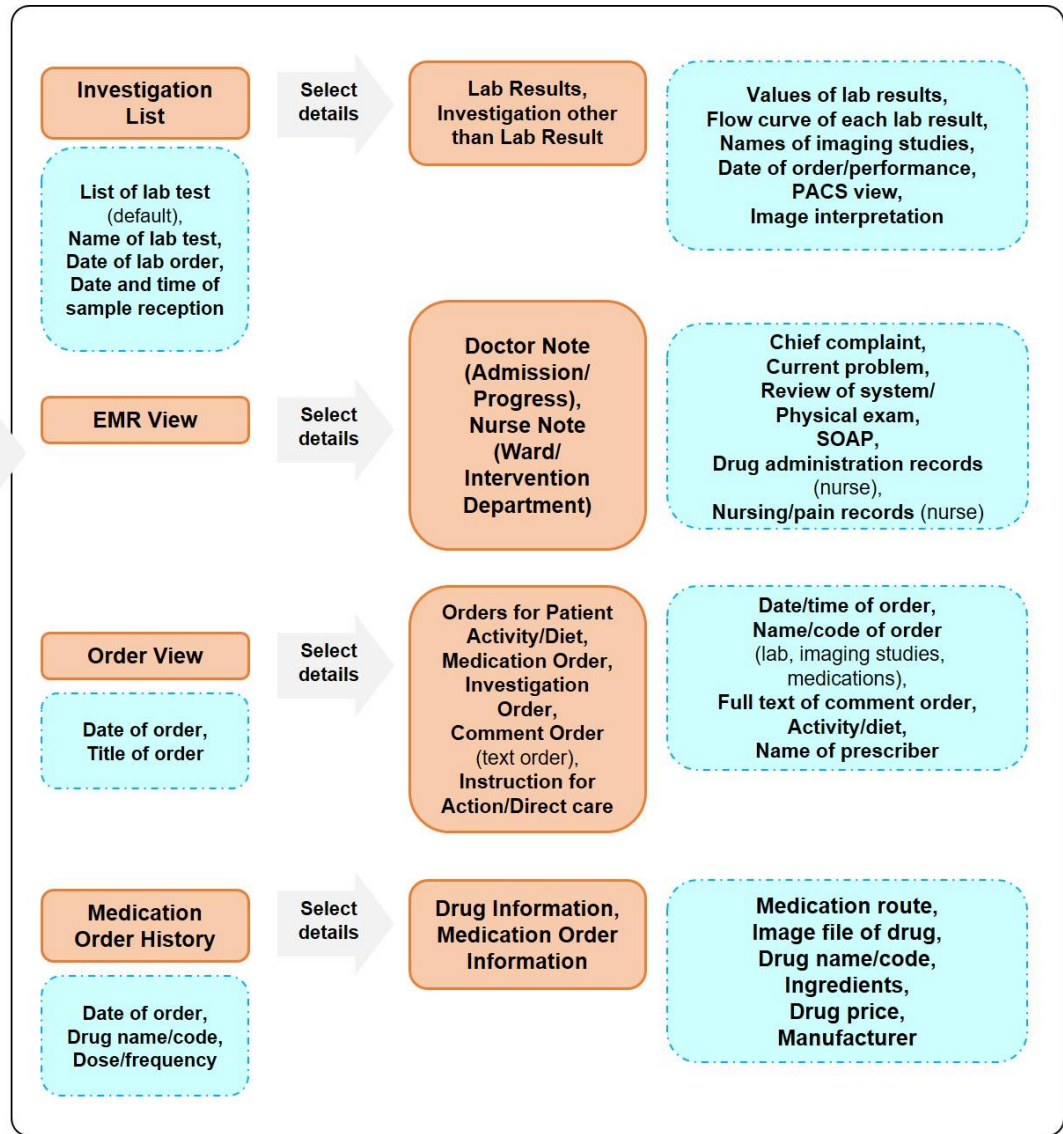 Investigation
List
Select
details
Lab Results,
Investigation other
than Lab Result
Values of lab results,
Flow curve of each lab result,
Names of imaging studies,
Date of order/performance,
PACS view,
Image interpretation
List of lab test
(default),
Name of lab test,
Date of lab order,
Date and time of
sample reception
EMR View
Select
details
Doctor Note
(Admission/
Progress),
Nurse Note
(Ward/
Intervention
Department)
Chief complaint,
Current problem,
Review of system/
Physical exam,
SOAP,
Drug administration records
(nurse),
Nursing/pain records (nurse)
Order View
Select
details
Orders for Patient
Activity/Diet,
Medication Order,
Investigation
Order,
Comment Order
(text order),
Instruction for
Action/Direct care
Date/time of order,
Name/code of order
(lab, imaging studies,
medications),
Full text of comment order,
Activity/diet,
Name of prescriber
Date of order,
Title of order
Medication
Order History
Select
details
Drug Information,
Medication Order
Information
Medication route,
Image file of drug,
Drug name/code,
Ingredients,
Drug price,
Manufacturer
Date of order,
Drug name/code,
Dose/frequency